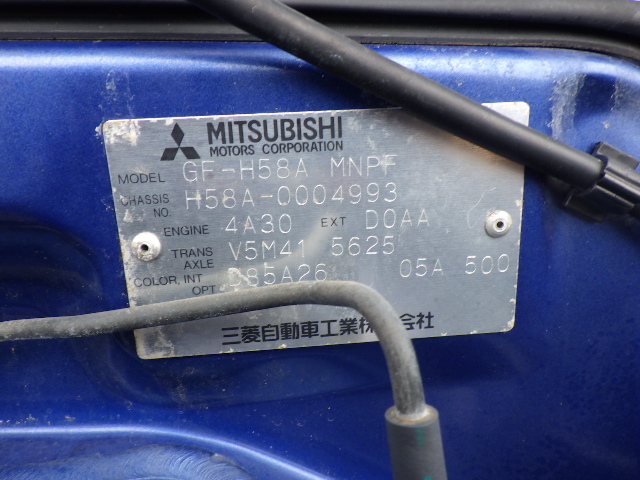 MITSUBISHI
MOTORS CORPORATION
MODEL GF-H58A MNPF
CHASSIS NO. H58A-0004993
ENGINE 4A30 EXT D0AA
TRANS AXLE V5M41 5625
COLOR, INT OPT D85A26 05A 500
三菱自動車工業株式会社